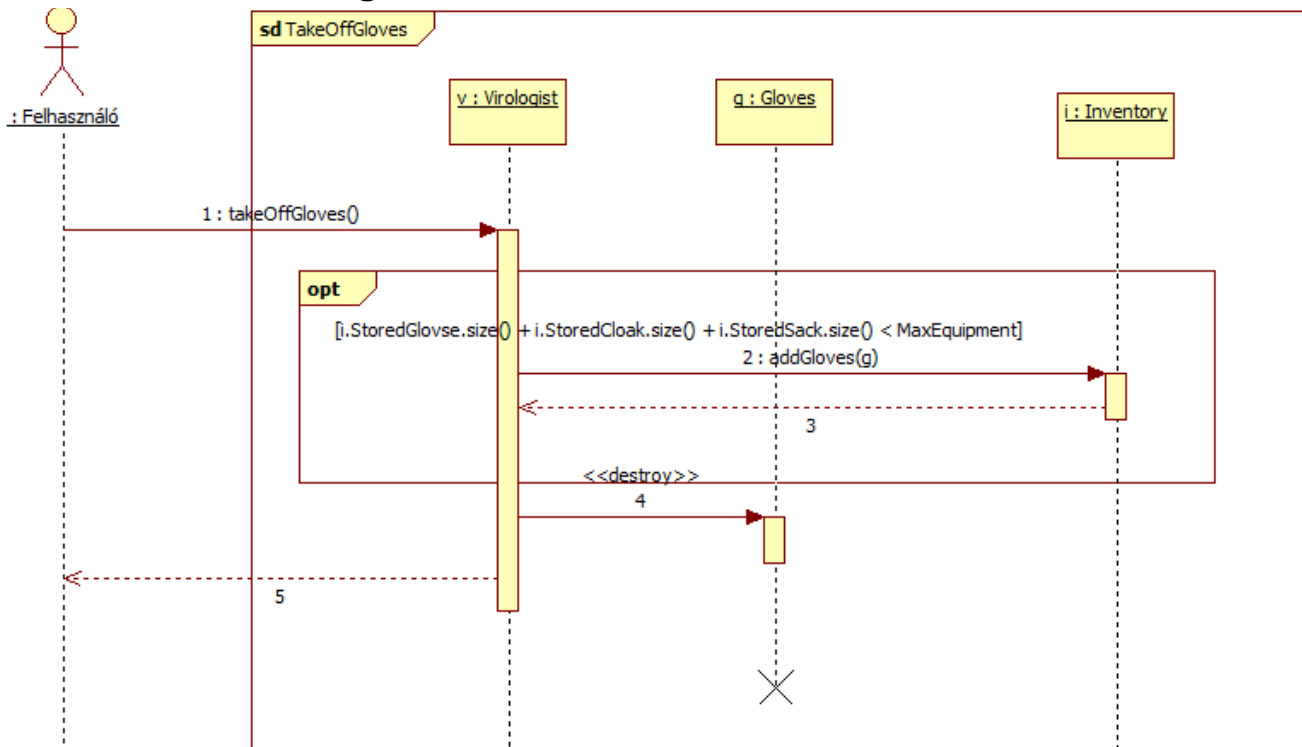 sd TakeOffGloves
: Felhasználó
v : Virologist
g : Gloves
i : Inventory
1 : takeOffGloves()
opt
[i.StoredGlovse.size() + i.StoredCloak.size() + i.StoredSack.size() < MaxEquipment]
2 : addGloves(g)
3
<<destroy>>
4
5